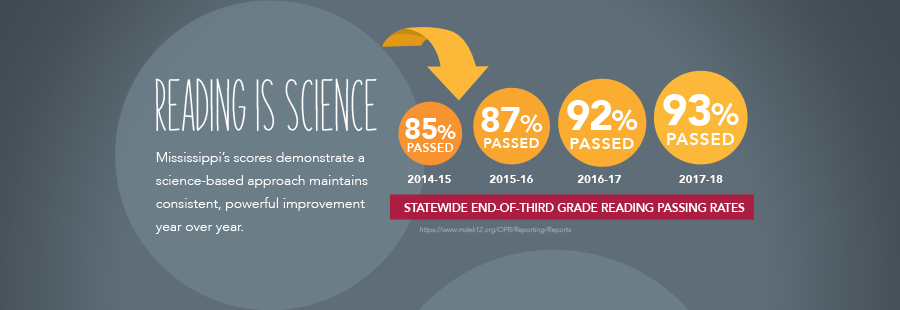 READING IS SCIENCE
Mississippi's scores demonstrate a
science-based approach maintains
consistent, powerful improvement
year over year.
85%
PASSED
2014-15
87%
PASSED
2015-16
92%
PASSED
2016-17
93%
PASSED
2017-18
STATEWIDE END-OF-THIRD GRADE READING PASSING RATES
https://www.mdek12.org/OPR/Reporting/Reports